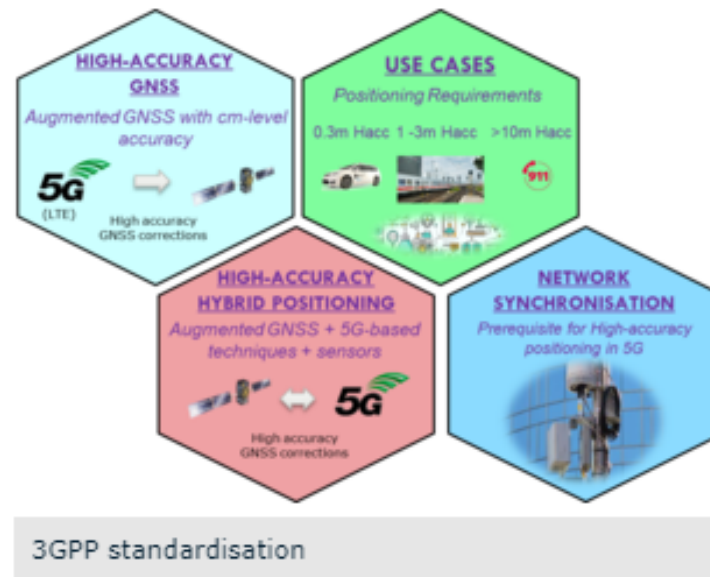 HIGH-ACCURACY
GNSS
Augmented GNSS with cm-level
accuracy
5G
(LTE)
High accuracy
GNSS corrections
USE CASES
Positioning Requirements
0.3m Hacc 1 -3m Hacc >10m Hacc
911
HIGH-ACCURACY
HYBRID POSITIONING
Augmented GNSS + 5G-based
techniques + sensors
5G
High accuracy
GNSS corrections
NETWORK
SYNCHRONISATION
Prerequisite for High-accuracy
positioning in 5G
3GPP standardisation